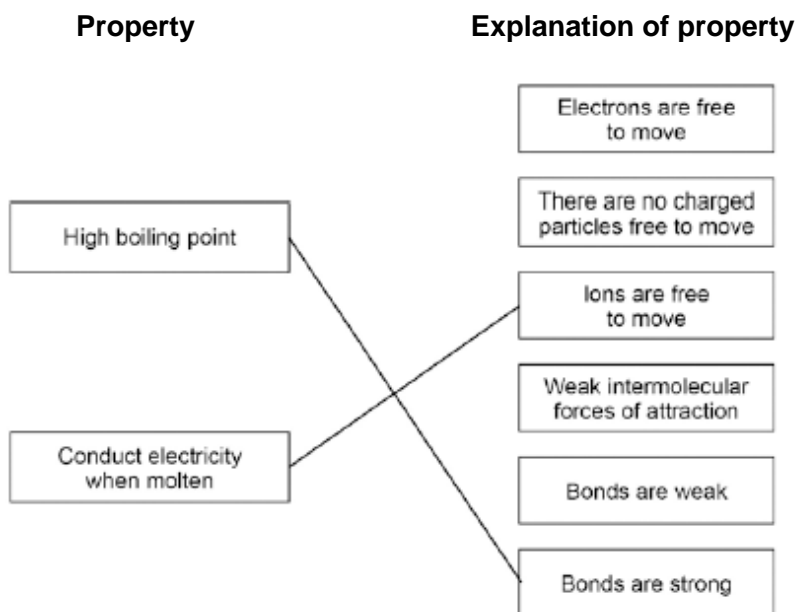 Property
Explanation of property
Electrons are free
to move
There are no charged
particles free to move
High boiling point
Ions are free
to move
Weak intermolecular
forces of attraction
Conduct electricity
when molten
Bonds are weak
Bonds are strong